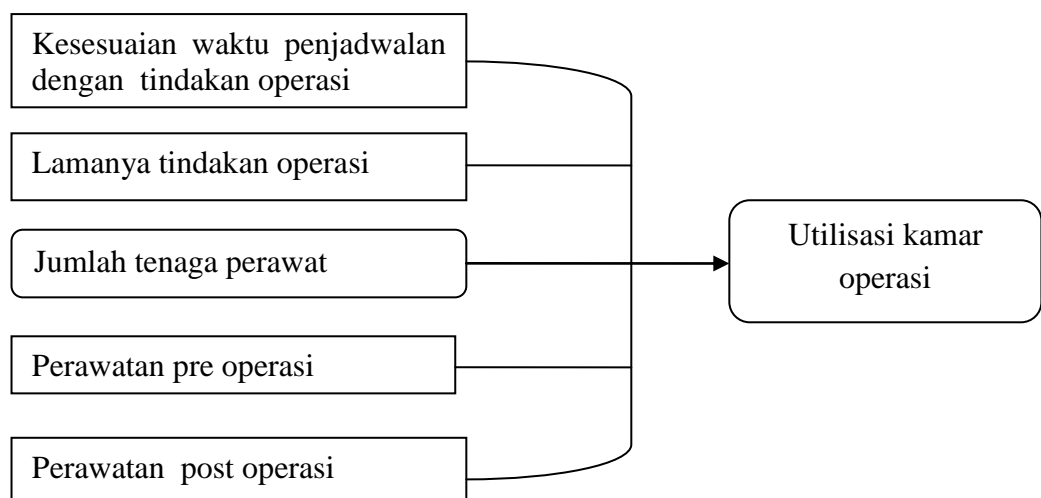 Kesesuaian waktu penjadwalan
dengan tindakan operasi
Lamanya tindakan operasi
Jumlah tenaga perawat
Perawatan pre operasi
Perawatan post operasi
Utilisasi kamar
operasi